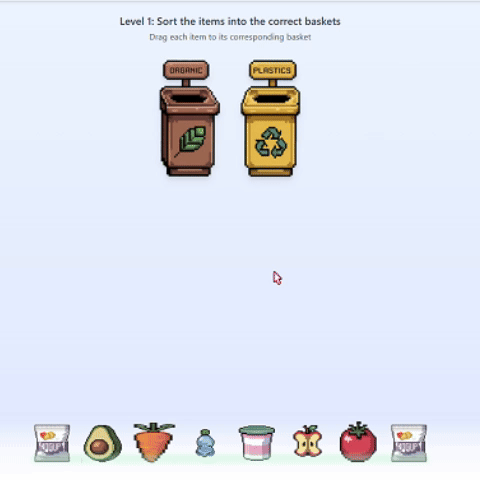 Level 1: Sort the items into the correct baskets
Drag each item to its corresponding basket
ORGANIC
PLASTICS